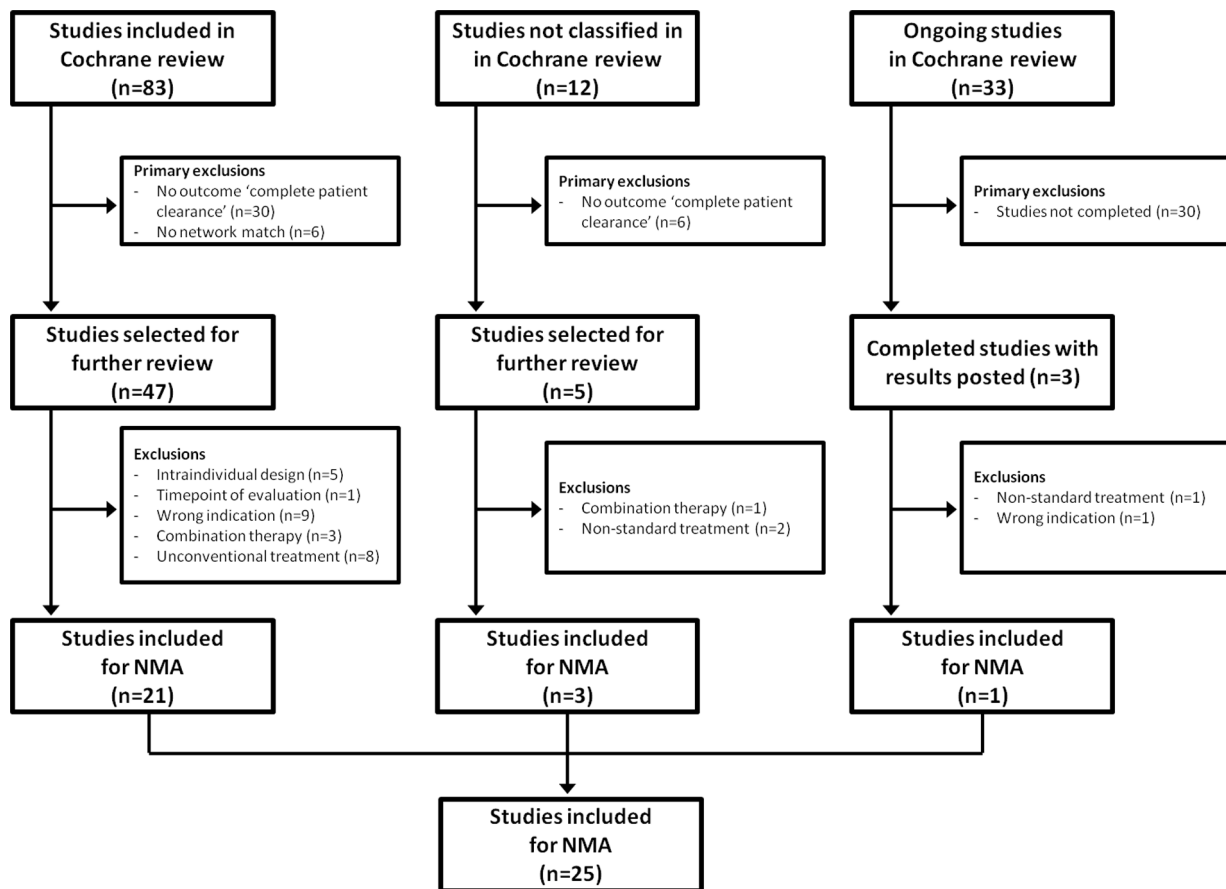 Studies included in
Cochrane review
(n=83)
Primary exclusions
- No outcome ‘complete patient
clearance’ (n=30)
- No network match (n=6)
Studies selected for
further review
(n=47)
Exclusions
- Intraindividual design (n=5)
- Timepoint of evaluation (n=1)
- Wrong indication (n=9)
- Combination therapy (n=3)
- Unconventional treatment (n=8)
Studies included
for NMA
(n=21)
Studies not classified in
in Cochrane review
(n=12)
Primary exclusions
- No outcome ‘complete patient
clearance’ (n=6)
Studies selected for
further review
(n=5)
Exclusions
- Combination therapy (n=1)
- Non-standard treatment (n=2)
Studies included
for NMA
(n=3)
Ongoing studies
in Cochrane review
(n=33)
Primary exclusions
- Studies not completed (n=30)
Completed studies with
results posted (n=3)
Exclusions
- Non-standard treatment (n=1)
- Wrong indication (n=1)
Studies included
for NMA
(n=1)
Studies included
for NMA
(n=25)